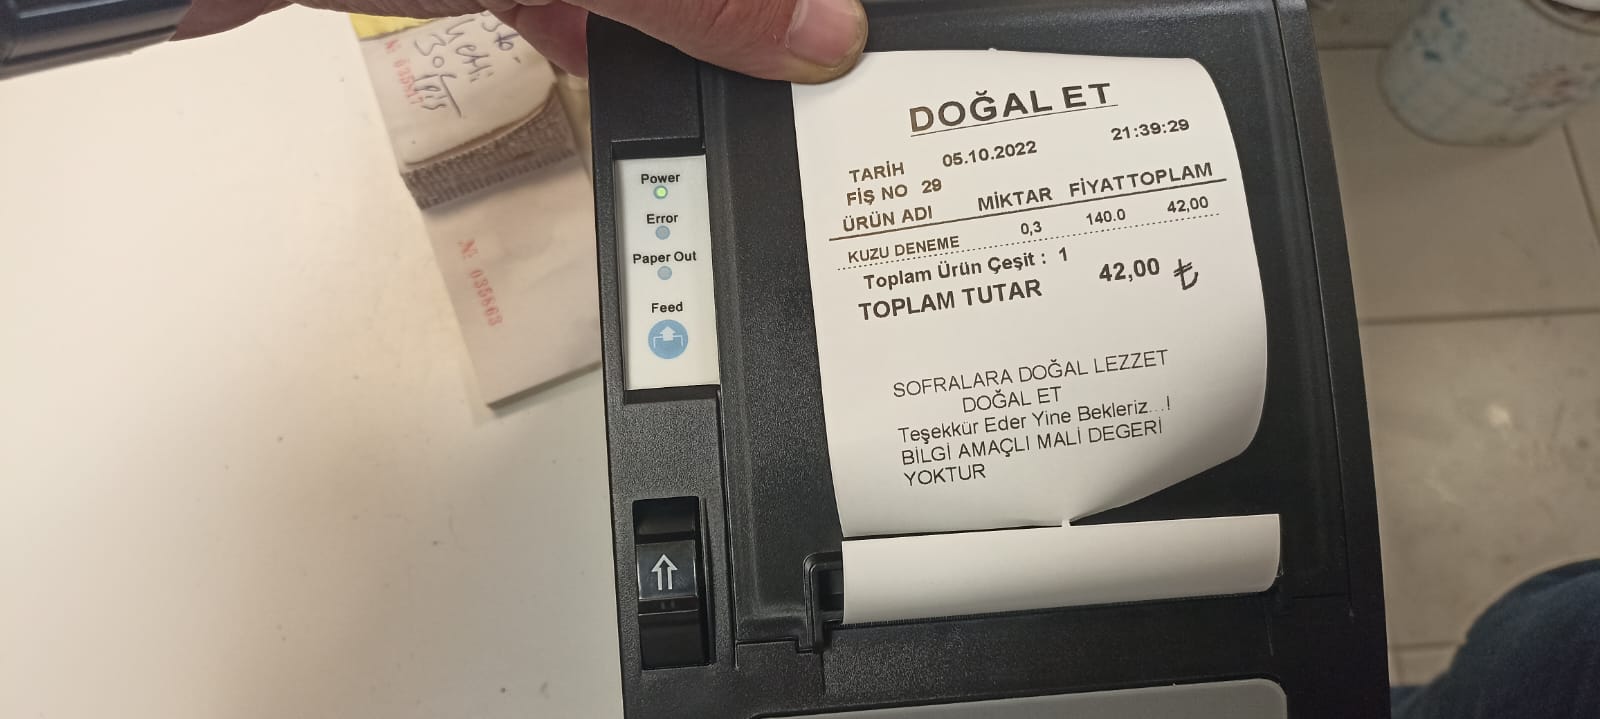 N: 035863
Power
Error
Paper Out
Feed
DOĞAL ET
TARİH 05.10.2022 21:39:29
FİŞ NO 29
ÜRÜN ADI MİKTAR FİYATTOPLAM
KUZU DENEME 0,3 140.0 42,00
Toplam Ürün Çeşit : 1
TOPLAM TUTAR 42,00 ₺
SOFRALARA DOĞAL LEZZET
DOĞAL ET
Teşekkür Eder Yine Bekleriz...!
BİLGİ AMAÇLI MALİ DEGERİ
YOKTUR